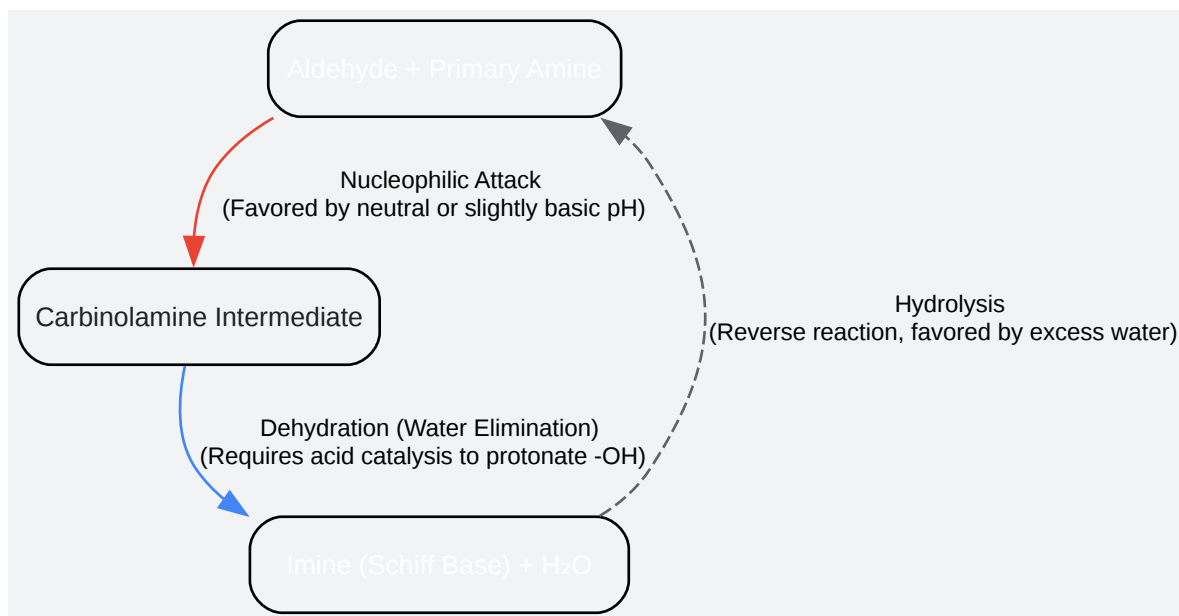 Aldehyde + Primary Amine
Nucleophilic Attack
(Favored by neutral or slightly basic pH)
Carbinolamine Intermediate
Hydrolysis
(Reverse reaction, favored by excess water)
Dehydration (Water Elimination)
(Requires acid catalysis to protonate -OH)
Imine (Schiff Base) + H₂O